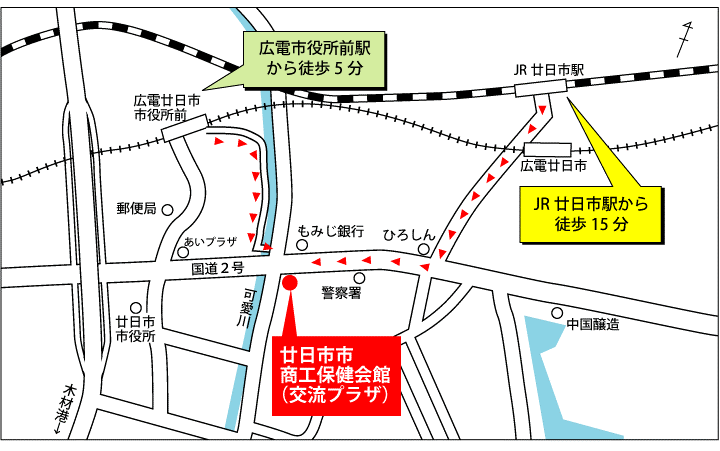 広電市役所前駅
から徒歩５分
JR 廿日市駅
広電廿日市
市役所前
広電廿日市
JR 廿日市駅から
徒歩 15 分
郵便局
あいプラザ
もみじ銀行
ひろしん
国道２号
警察署
可愛川
廿日市
市役所
中国醸造
廿日市市
商工保健会館
（交流プラザ）
木材港→